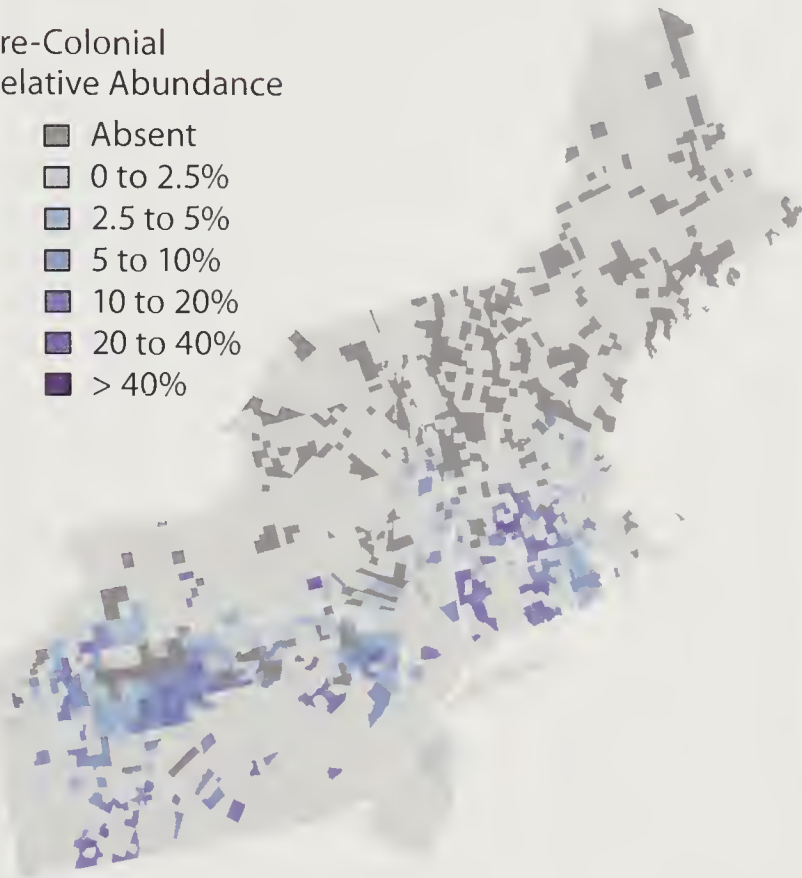 re-Colonial
elative Abundance
Absent
0 to 2.5%
2.5 to 5%
5 to 10%
10 to 20%
20 to 40%
> 40%